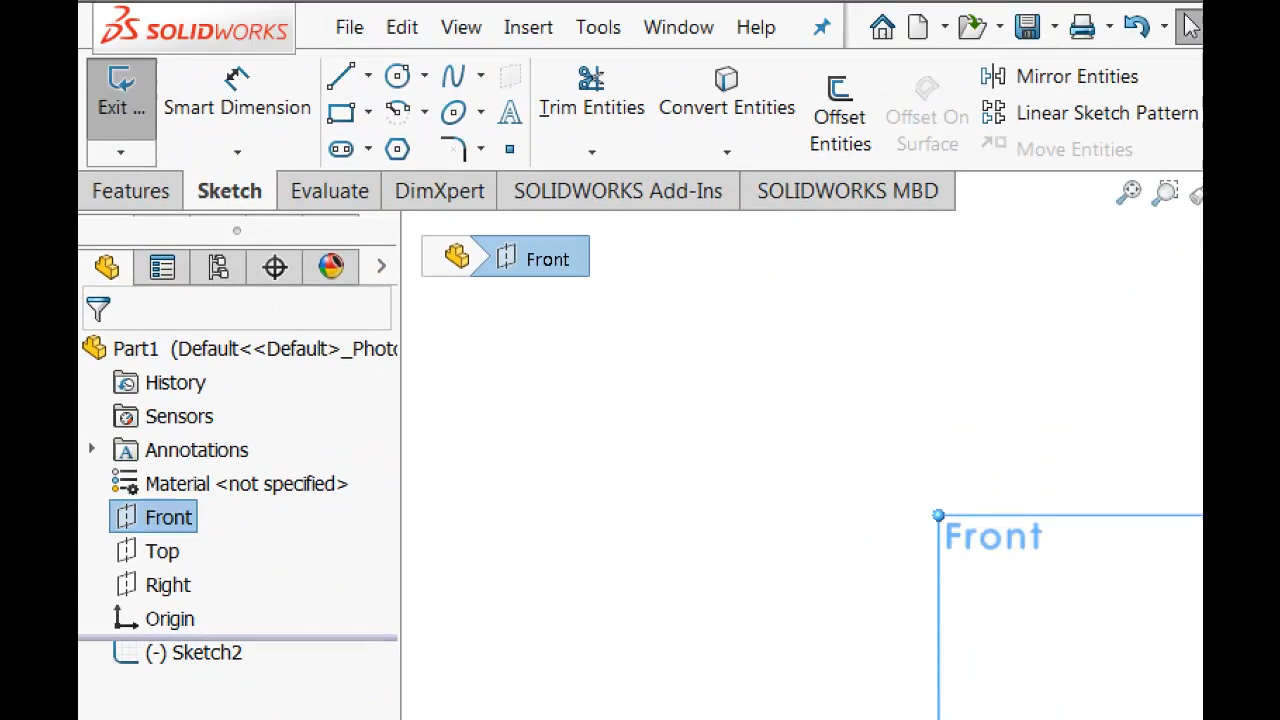 SOLIDWORKS File Edit View Insert Tools Window Help
Exit ... Smart Dimension Trim Entities Convert Entities Offset Entities Offset On Surface Mirror Entities
Linear Sketch Pattern
Move Entities
Features Sketch Evaluate DimXpert SOLIDWORKS Add-Ins SOLIDWORKS MBD
Front
Part1 (Default<<Default>_Photo
History
Sensors
Annotations
Material <not specified>
Front
Top
Right
Origin
(-) Sketch2
Front